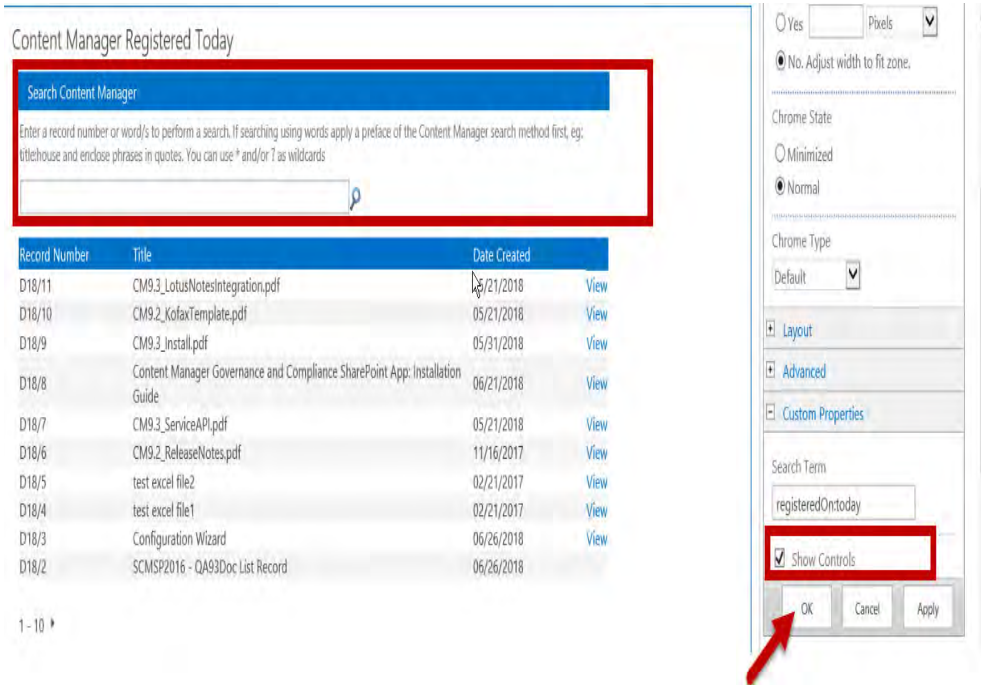 Content Manager Registered Today
Search Content Manager
Enter a record number or word/s to perform a search. If searching using words apply a preface of the Content Manager search method first, eg:
title:house and enclose phrases in quotes. You can use * and/or ? as wildcards
Record Number Title Date Created
D18/11 CM9.3_LotusNotesIntegration.pdf 5/21/2018 View
D18/10 CM9.2_KofaxTemplate.pdf 05/21/2018 View
D18/9 CM9.3_Install.pdf 05/31/2018 View
D18/8 Content Manager Governance and Compliance SharePoint App: Installation
Guide 06/21/2018 View
D18/7 CM9.3_ServiceAPI.pdf 05/21/2018 View
D18/6 CM9.2_ReleaseNotes.pdf 11/16/2017 View
D18/5 test excel file2 02/21/2017 View
D18/4 test excel file1 02/21/2017 View
D18/3 Configuration Wizard 06/26/2018 View
D18/2 SCMSP2016 - QA93Doc List Record 06/26/2018
1 - 10
Yes Pixels
No. Adjust width to fit zone.
Chrome State
Minimized
Normal
Chrome Type
Default
Layout
Advanced
Custom Properties
Search Term
registeredOn:today
Show Controls
OK Cancel Apply